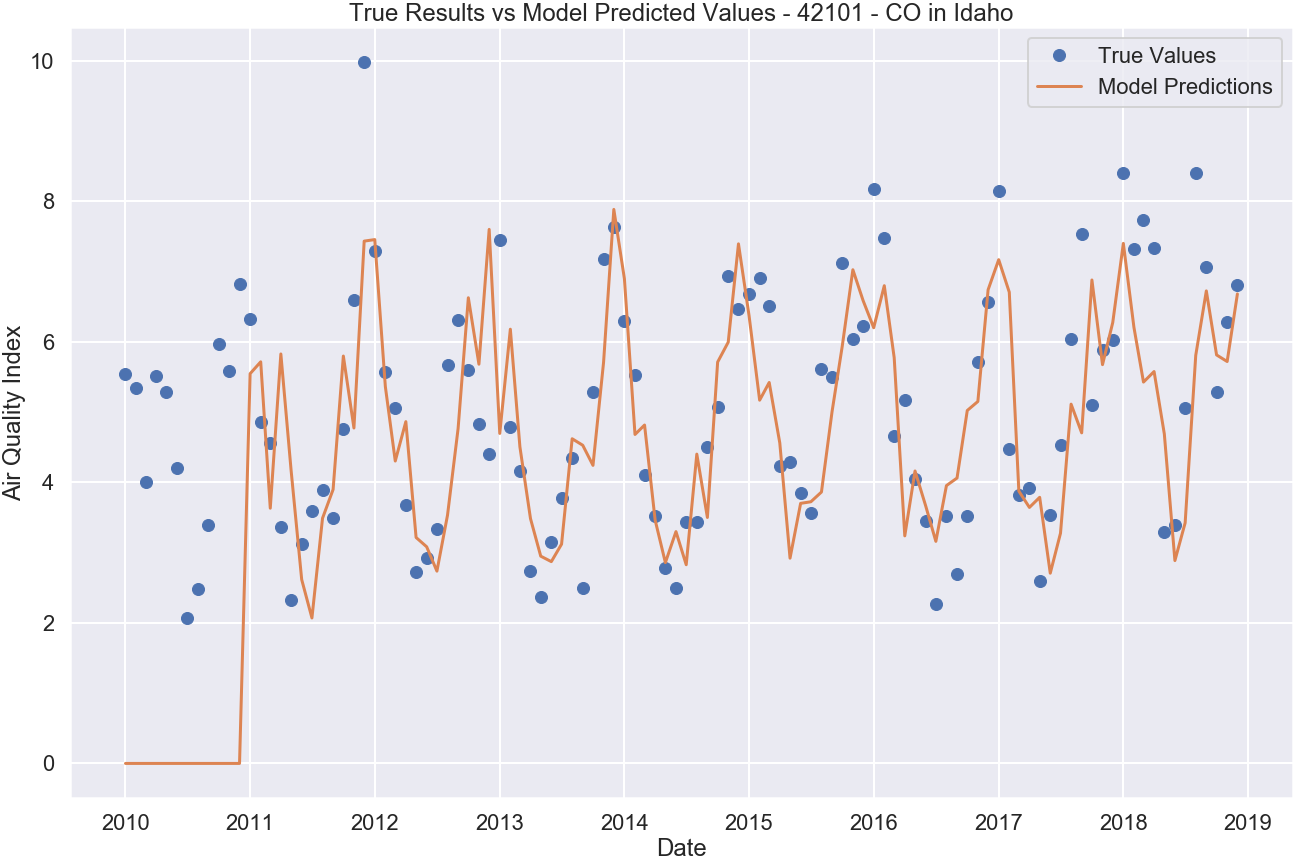 True Results vs Model Predicted Values - 42101 - CO in Idaho
True Values
Model Predictions
Air Quality Index
10
8
6
4
2
0
2010 2011 2012 2013 2014 2015 2016 2017 2018 2019
Date